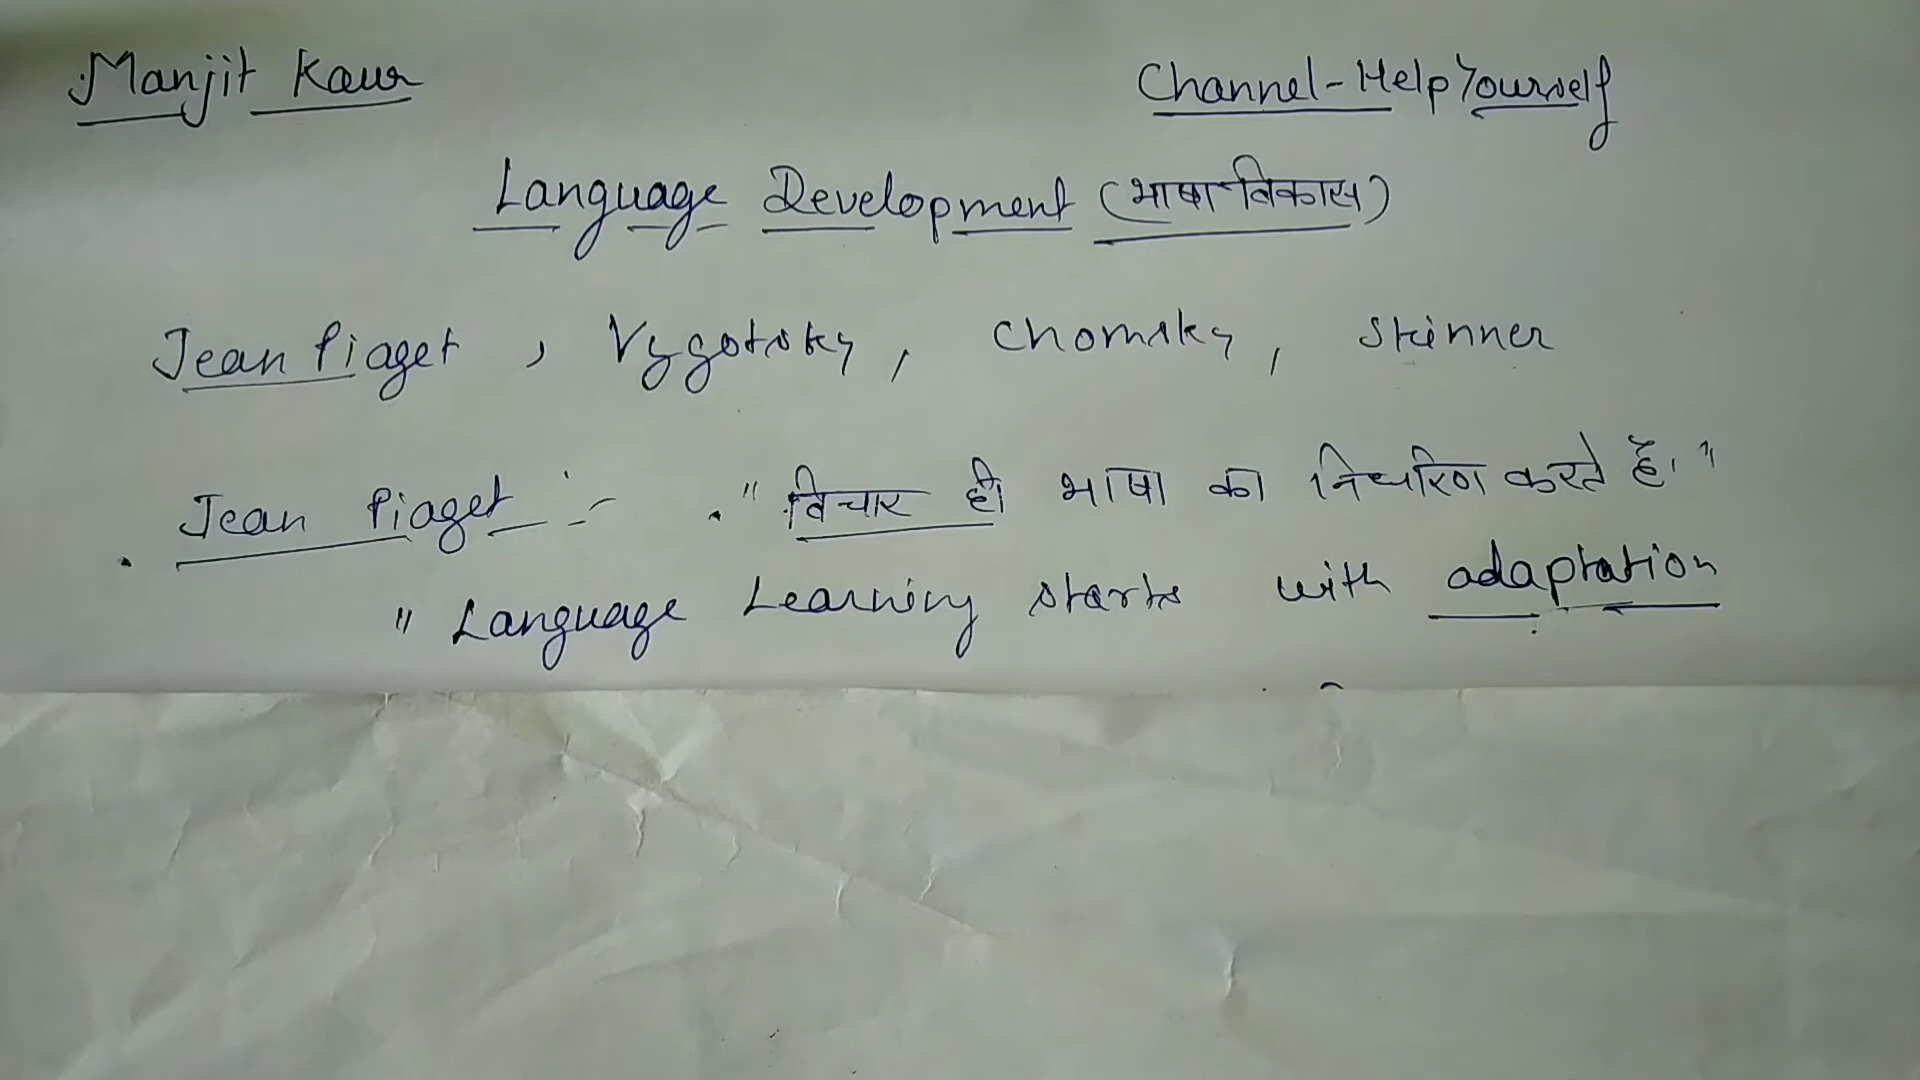 Manjit Kaur Channel-Help Yourself
Language Development (भाषा विकास)
Jean Piaget, Vygotsky, Chomsky, Skinner
. Jean Piaget :- . "विचार ही भाषा का निर्धारण करते हैं।"
" Language Learning starts with adaptation